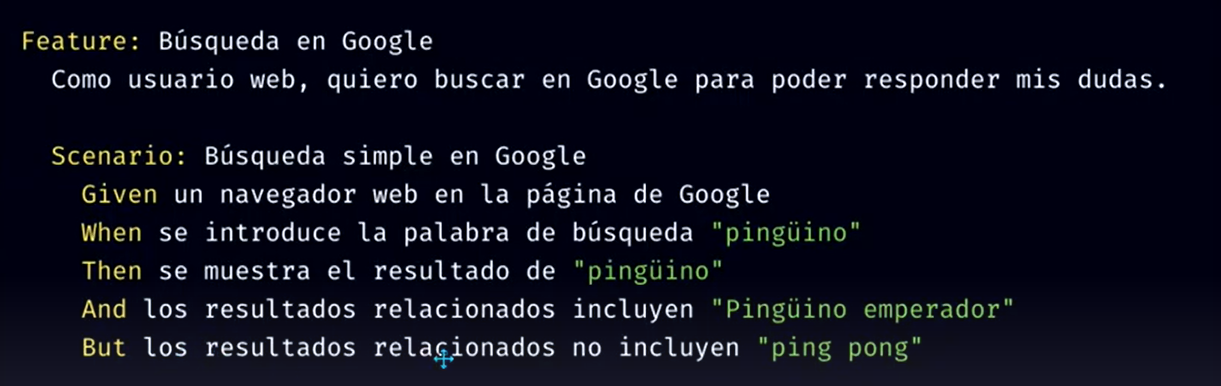 Feature: Búsqueda en Google
Como usuario web, quiero buscar en Google para poder responder mis dudas.
Scenario: Búsqueda simple en Google
Given un navegador web en la página de Google
When se introduce la palabra de búsqueda "pingüino"
Then se muestra el resultado de "pingüino"
And los resultados relacionados incluyen "Pingüino emperador"
But los resultados relacionados no incluyen "ping pong"